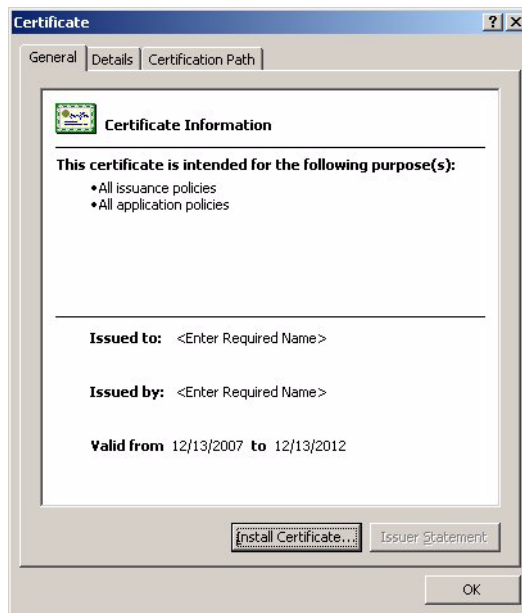 Certificate
General Details Certification Path
Certificate Information
This certificate is intended for the following purpose(s):
•All issuance policies
•All application policies
Issued to: <Enter Required Name>
Issued by: <Enter Required Name>
Valid from 12/13/2007 to 12/13/2012
Install Certificate... Issuer Statement
OK